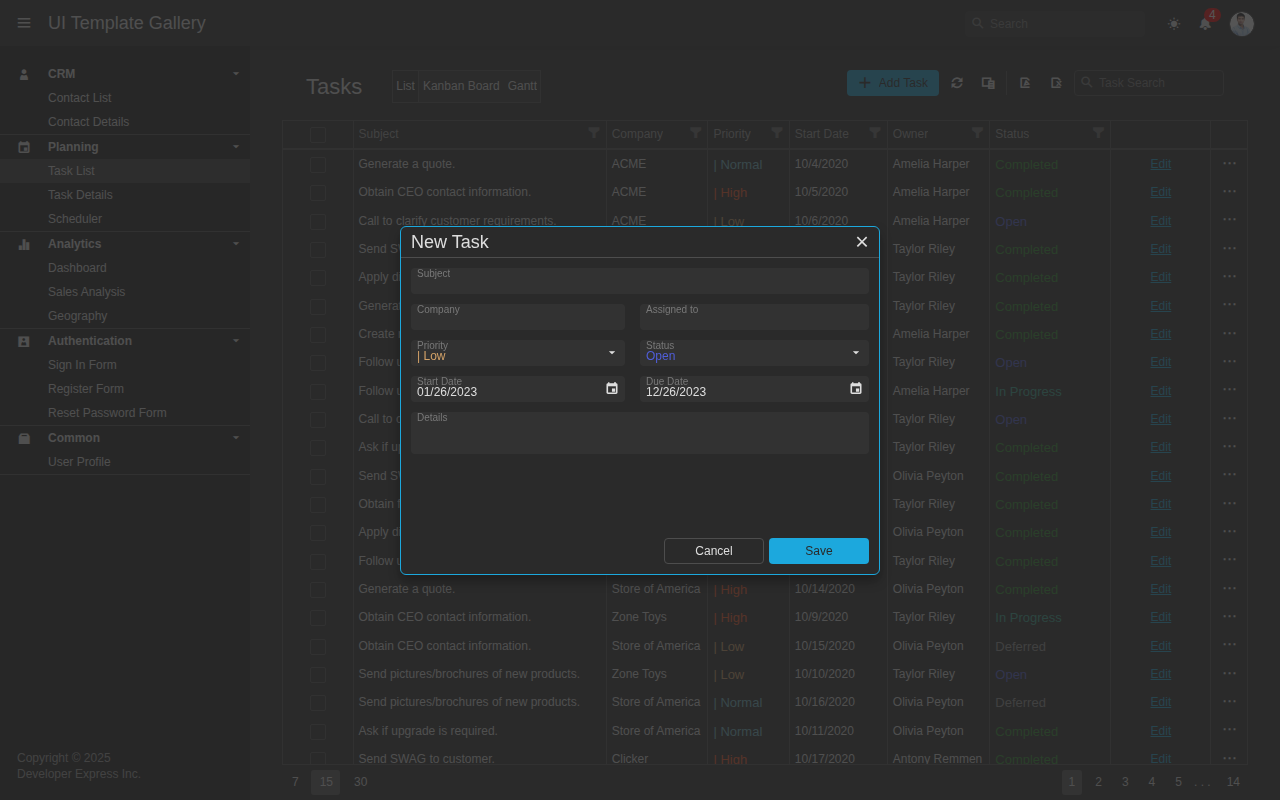 UI Template Gallery
Search
4
CRM
Contact List
Contact Details
Planning
Task List
Task Details
Scheduler
Analytics
Dashboard
Sales Analysis
Geography
Authentication
Sign In Form
Register Form
Reset Password Form
Common
User Profile
Copyright © 2025
Developer Express Inc.
Tasks
List Kanban Board Gantt
Add Task
Task Search
Subject Company Priority Start Date Owner Status
Generate a quote. ACME | Normal 10/4/2020 Amelia Harper Completed Edit
Obtain CEO contact information. ACME | High 10/5/2020 Amelia Harper Completed Edit
Call to clarify customer requirements. ACME | Low 10/6/2020 Amelia Harper Open Edit
Send Taylor Riley Completed Edit
Apply Taylor Riley Completed Edit
Taylor Riley Completed Edit
Create Amelia Harper Completed Edit
Follow Taylor Riley Open Edit
Follow Amelia Harper In Progress Edit
Call to Taylor Riley Open Edit
Ask if Taylor Riley Completed Edit
Send Olivia Peyton Completed Edit
Obtain Taylor Riley Completed Edit
Apply Olivia Peyton Completed Edit
Follow Taylor Riley Completed Edit
Generate a quote. Store of America | High 10/14/2020 Olivia Peyton Completed Edit
Obtain CEO contact information. Zone Toys | High 10/9/2020 Taylor Riley In Progress Edit
Obtain CEO contact information. Store of America | Low 10/15/2020 Olivia Peyton Deferred Edit
Send pictures/brochures of new products. Zone Toys | Low 10/10/2020 Taylor Riley Open Edit
Send pictures/brochures of new products. Store of America | Normal 10/16/2020 Olivia Peyton Deferred Edit
Ask if upgrade is required. Store of America | Normal 10/11/2020 Olivia Peyton Completed Edit
Send SWAG to customer. Clicker | High 10/17/2020 Antony Remmen Completed Edit
7 15 30
1 2 3 4 5 . . . 14
New Task
Subject
Company Assigned to
Priority Status
| Low Open
Start Date Due Date
01/26/2023 12/26/2023
Details
Cancel Save